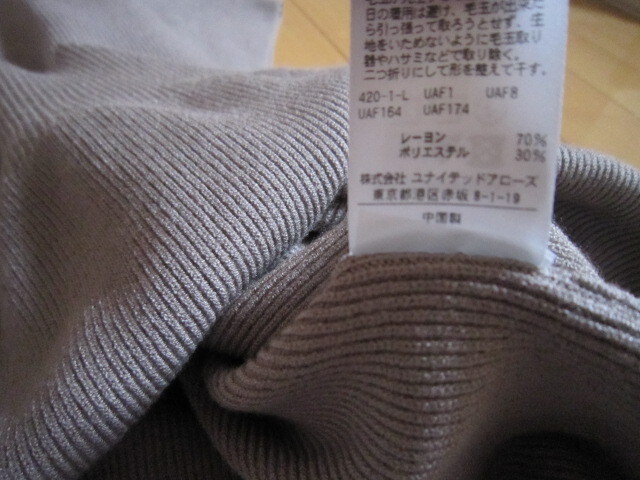 日の着用は避け、毛玉が出来た
ら引っ張って取ろうとせず、生
地をいためないように毛玉取り
器やハサミなどで取り除く。
二つ折りにして形を整えて干す。
420-1-L UAF1 UAF8
UAF164 UAF174
レーヨン 70%
ポリエステル 30%
株式会社 ユナイテッドアローズ
東京都港区赤坂 8-1-19
中国製